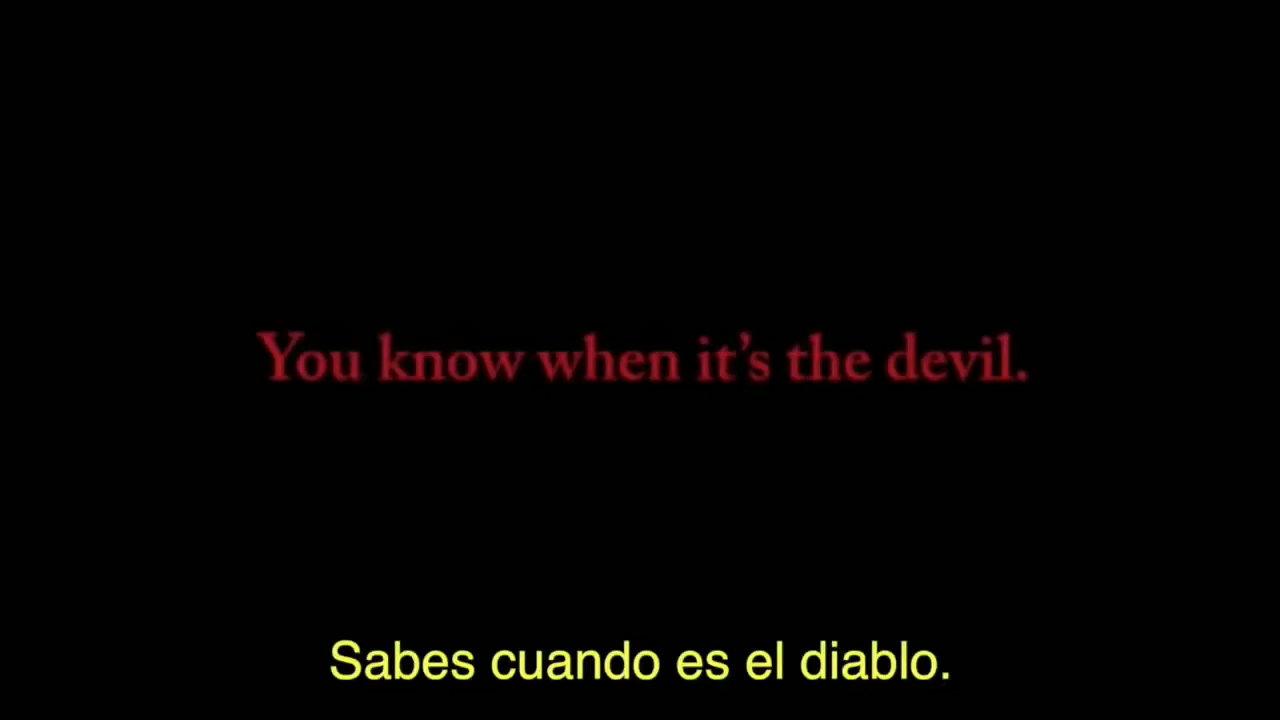 You know when it’s the devil.
Sabes cuando es el diablo.